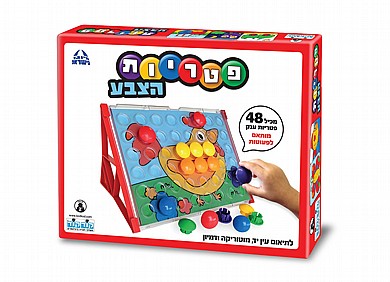 פטריות
הצבע
מכיל 48
פטריות ענק
מותאם
לפעוטות
לתיאום עין יד, מוטוריקה ודמיון